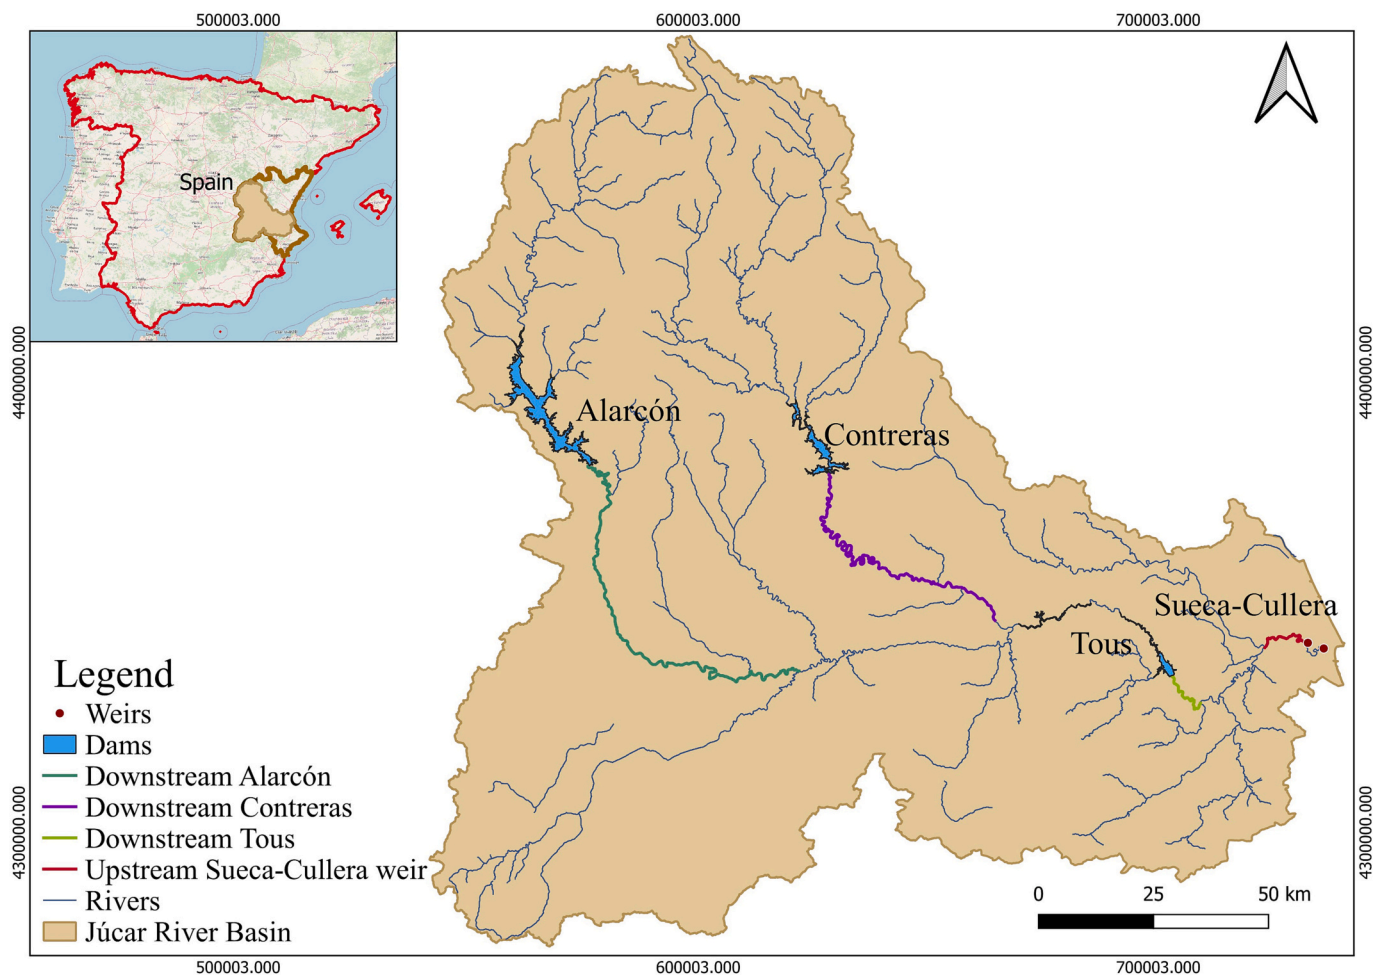 500003.000 600003.000 700003.000
Spain
4400000.000
4400000.000
Alarcón
Contreras
Sueca-Cullera
Tous
Legend
Weirs
Dams
Downstream Alarcón
Downstream Contreras
Downstream Tous
Upstream Sueca-Cullera weir
Rivers
Júcar River Basin
4300000.000
4300000.000
0 25 50 km
500003.000 600003.000 700003.000